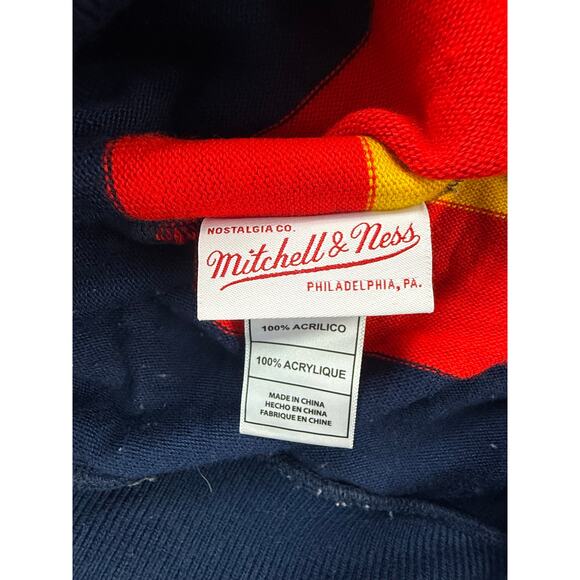 NOSTALGIA CO.
Mitchell & Ness
PHILADELPHIA, PA.
100% ACRILICO
100% ACRYLIQUE
MADE IN CHINA
HECHO EN CHINA
FABRIQUE EN CHINE